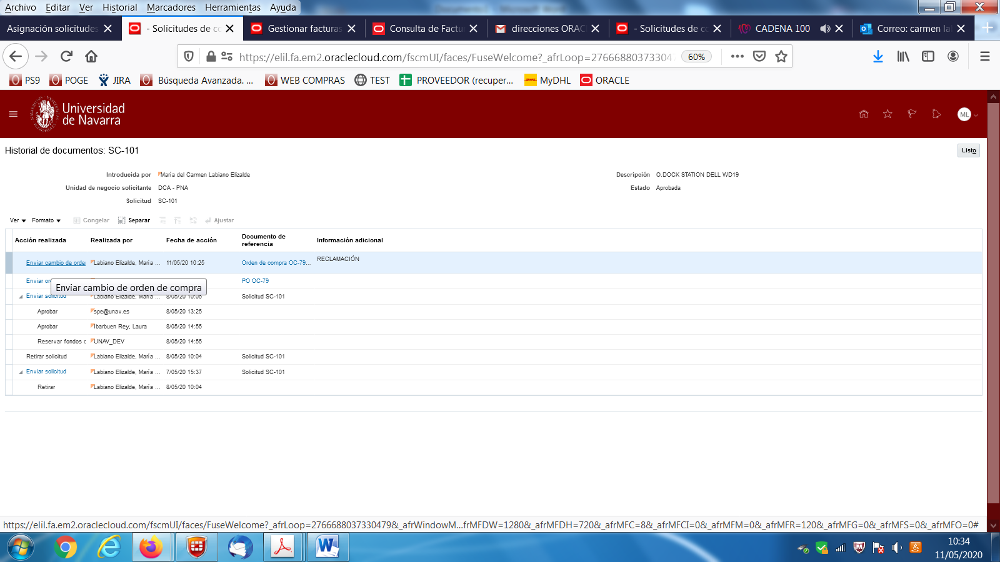 Archivo Editar Ver Historial Marcadores Herramientas Ayuda
Asignación solicitudes
- Solicitudes de co
Gestionar facturas
Consulta de Factu
direcciones ORAC
- Solicitudes de co
CADENA 100
Correo: carmen la
https://elil.fa.em2.oraclecloud.com/fscmUI/faces/FuseWelcome?_afrLoop=27666880373304
60%
PS9 POGE JIRA Búsqueda Avanzada. ... WEB COMPRAS TEST PROVEEDOR (recuper... MyDHL ORACLE
Universidad
de Navarra
ML
Historial de documentos: SC-101
Listo
Introducida por María del Carmen Labiano Elizalde
Descripción O.DOCK STATION DELL WD19
Unidad de negocio solicitante DCA - PNA
Estado Aprobada
Solicitud SC-101
Ver Formato Congelar Separar Ajustar
Acción realizada Realizada por Fecha de acción Documento de referencia Información adicional
Enviar cambio de orde Labiano Elizalde, María ... 11/05/20 10:25 Orden de compra OC-79... RECLAMACIÓN
Enviar or PO OC-79
Enviar cambio de orden de compra
Enviar solicitud Labiano Elizalde, María ... 8/05/20 10:06 Solicitud SC-101
Aprobar spe@unav.es 8/05/20 13:25
Aprobar Ibarbuen Rey, Laura 8/05/20 14:55
Reservar fondos c UNAV_DEV 8/05/20 14:55
Retirar solicitud Labiano Elizalde, María ... 8/05/20 10:04 Solicitud SC-101
Enviar solicitud Labiano Elizalde, María ... 7/05/20 15:37 Solicitud SC-101
Retirar Labiano Elizalde, María ... 8/05/20 10:04
https://elil.fa.em2.oraclecloud.com/fscmUI/faces/FuseWelcome?_afrLoop=2766688037330479&_afrWindowM...frMFDW=1280&_afrMFDH=720&_afrMFC=8&_afrMFCI=0&_afrMFM=0&_afrMFR=120&_afrMFG=0&_afrMFS=0&_afrMFO=0#
10:34
11/05/2020